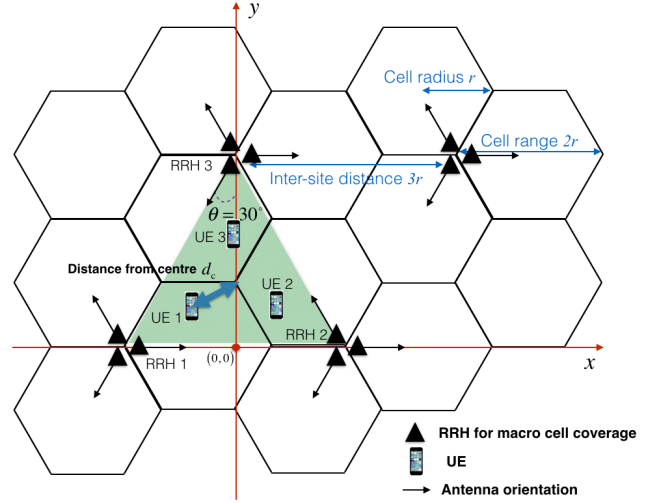 y
Cell radius r
Cell range 2r
RRH 3
Inter-site distance 3r
θ = 30°
UE 3
Distance from centre d_c
UE 2
UE 1
RRH 2
(0,0)
RRH 1
x
RRH for macro cell coverage
UE
Antenna orientation